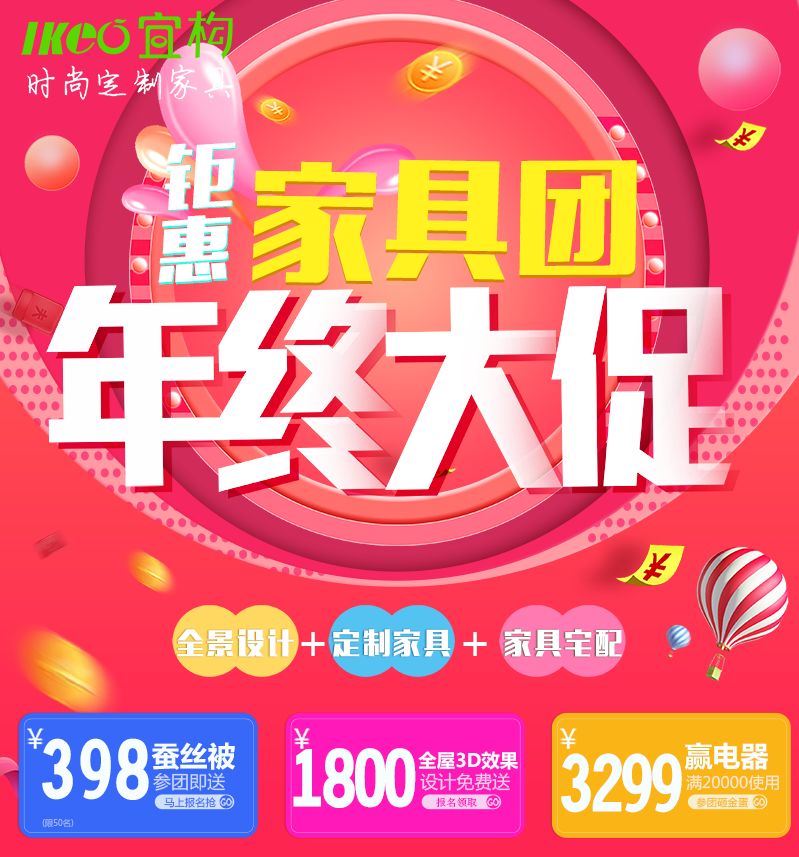 IKEO宜构
时尚定制家具
钜惠
家具团
年终大促
全景设计+定制家具+家具宅配
¥398 蚕丝被
参团即送
马上报名抢 GO
(限50名)
¥1800 全屋3D效果
设计免费送
报名领取 GO
¥3299 赢电器
满20000使用
参团砸金蛋 GO